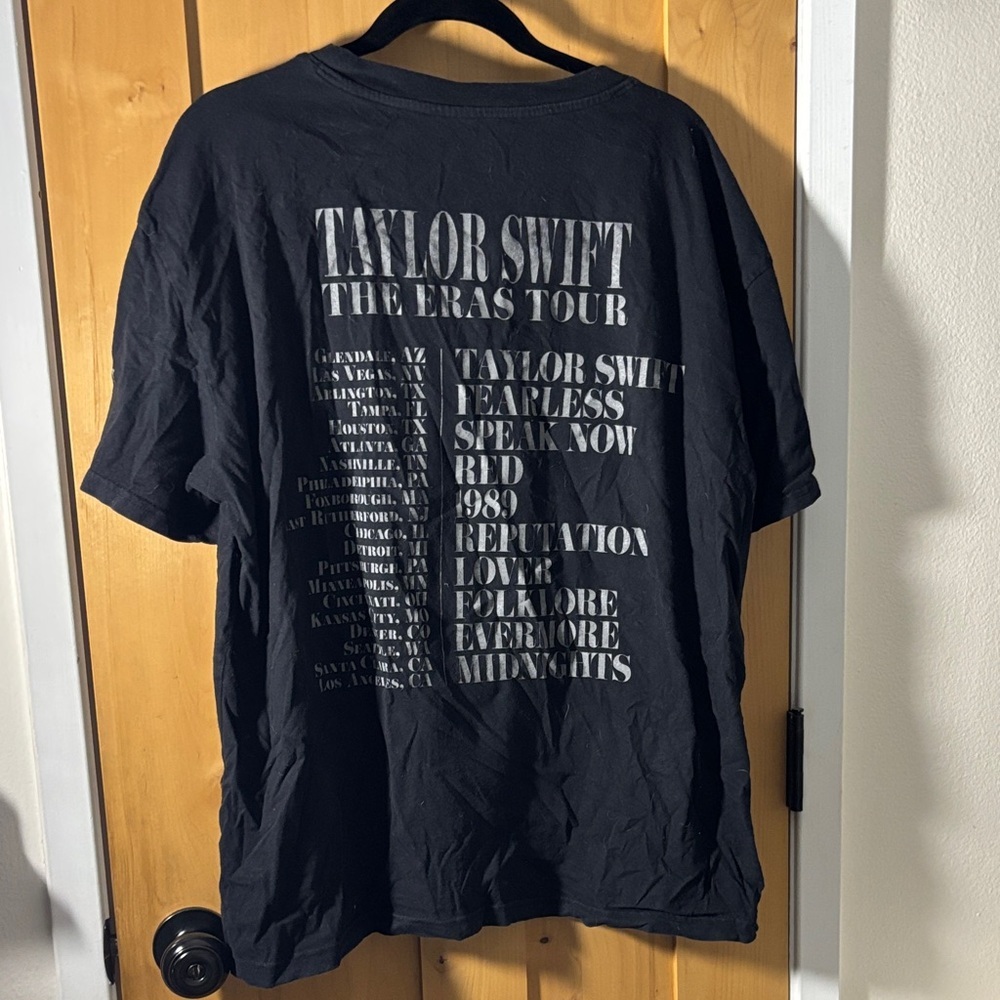 TAYLOR SWIFT
THE ERAS TOUR
GLENDALE, AZ
LAS VEGAS, NV
ARLINGTON, TX
TAMPA, FL
HOUSTON, TX
ATLANTA GA
NASHVILLE, TN
PHILADELPHIA, PA
FOXBOROUGH, MA
AST RUTHERFORD, NJ
CHICAGO, IL
DETROIT, MI
PITTSBURGH, PA
MINNEAPOLIS, MN
CINCINNATI, OH
KANSAS CITY, MO
DENVER, CO
SEATTLE, WA
SANTA CLARA, CA
LOS ANGELES, CA
TAYLOR SWIFT
FEARLESS
SPEAK NOW
RED
1989
REPUTATION
LOVER
FOLKLORE
EVERMORE
MIDNIGHTS